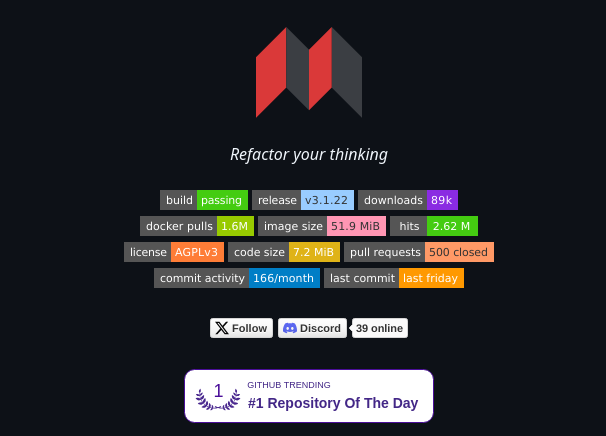 Refactor your thinking
build passing release v3.1.22 downloads 89k
docker pulls 1.6M image size 51.9 MiB hits 2.62 M
license AGPLv3 code size 7.2 MiB pull requests 500 closed
commit activity 166/month last commit last friday
Follow Discord 39 online
1
GITHUB TRENDING
#1 Repository Of The Day